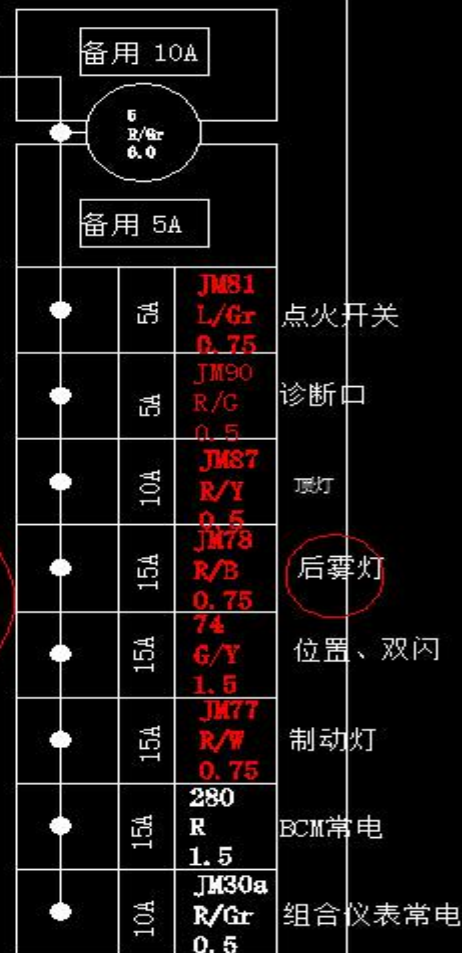 备用 10A
5
R/Gr
6.0
备用 5A
5A
JM81
L/Gr
0.75
点火开关
5A
JM90
R/G
0.5
诊断口
10A
JM87
R/Y
0.5
顶灯
15A
JM78
R/B
0.75
后雾灯
15A
74
G/Y
1.5
位置、双闪
15A
JM77
R/W
0.75
制动灯
15A
280
R
1.5
BCM常电
10A
JM30a
R/Gr
0.5
组合仪表常电